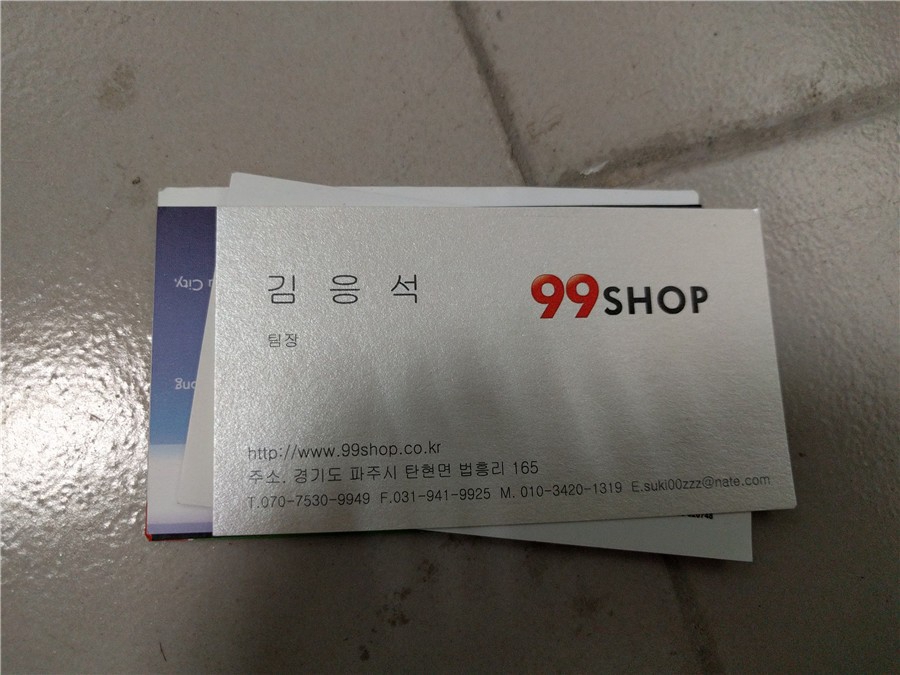 김 응 석
99SHOP
팀장
http://www.99shop.co.kr
주소. 경기도 파주시 탄현면 법흥리 165
T.070-7530-9949 F.031-941-9925 M. 010-3420-1319 E.suki00zzz@nate.com
City.